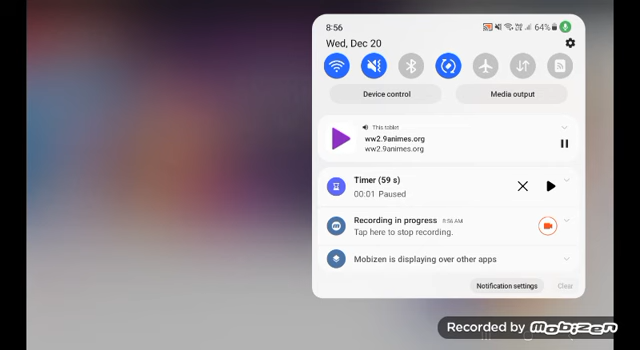 8:56
64%
Wed, Dec 20
Device control
Media output
This tablet
ww2.9animes.org
ww2.9animes.org
Timer (59 s)
00:01 Paused
Recording in progress 8:56 AM
Tap here to stop recording.
Mobizen is displaying over other apps
Notification settings
Clear
Recorded by MOBIZEN